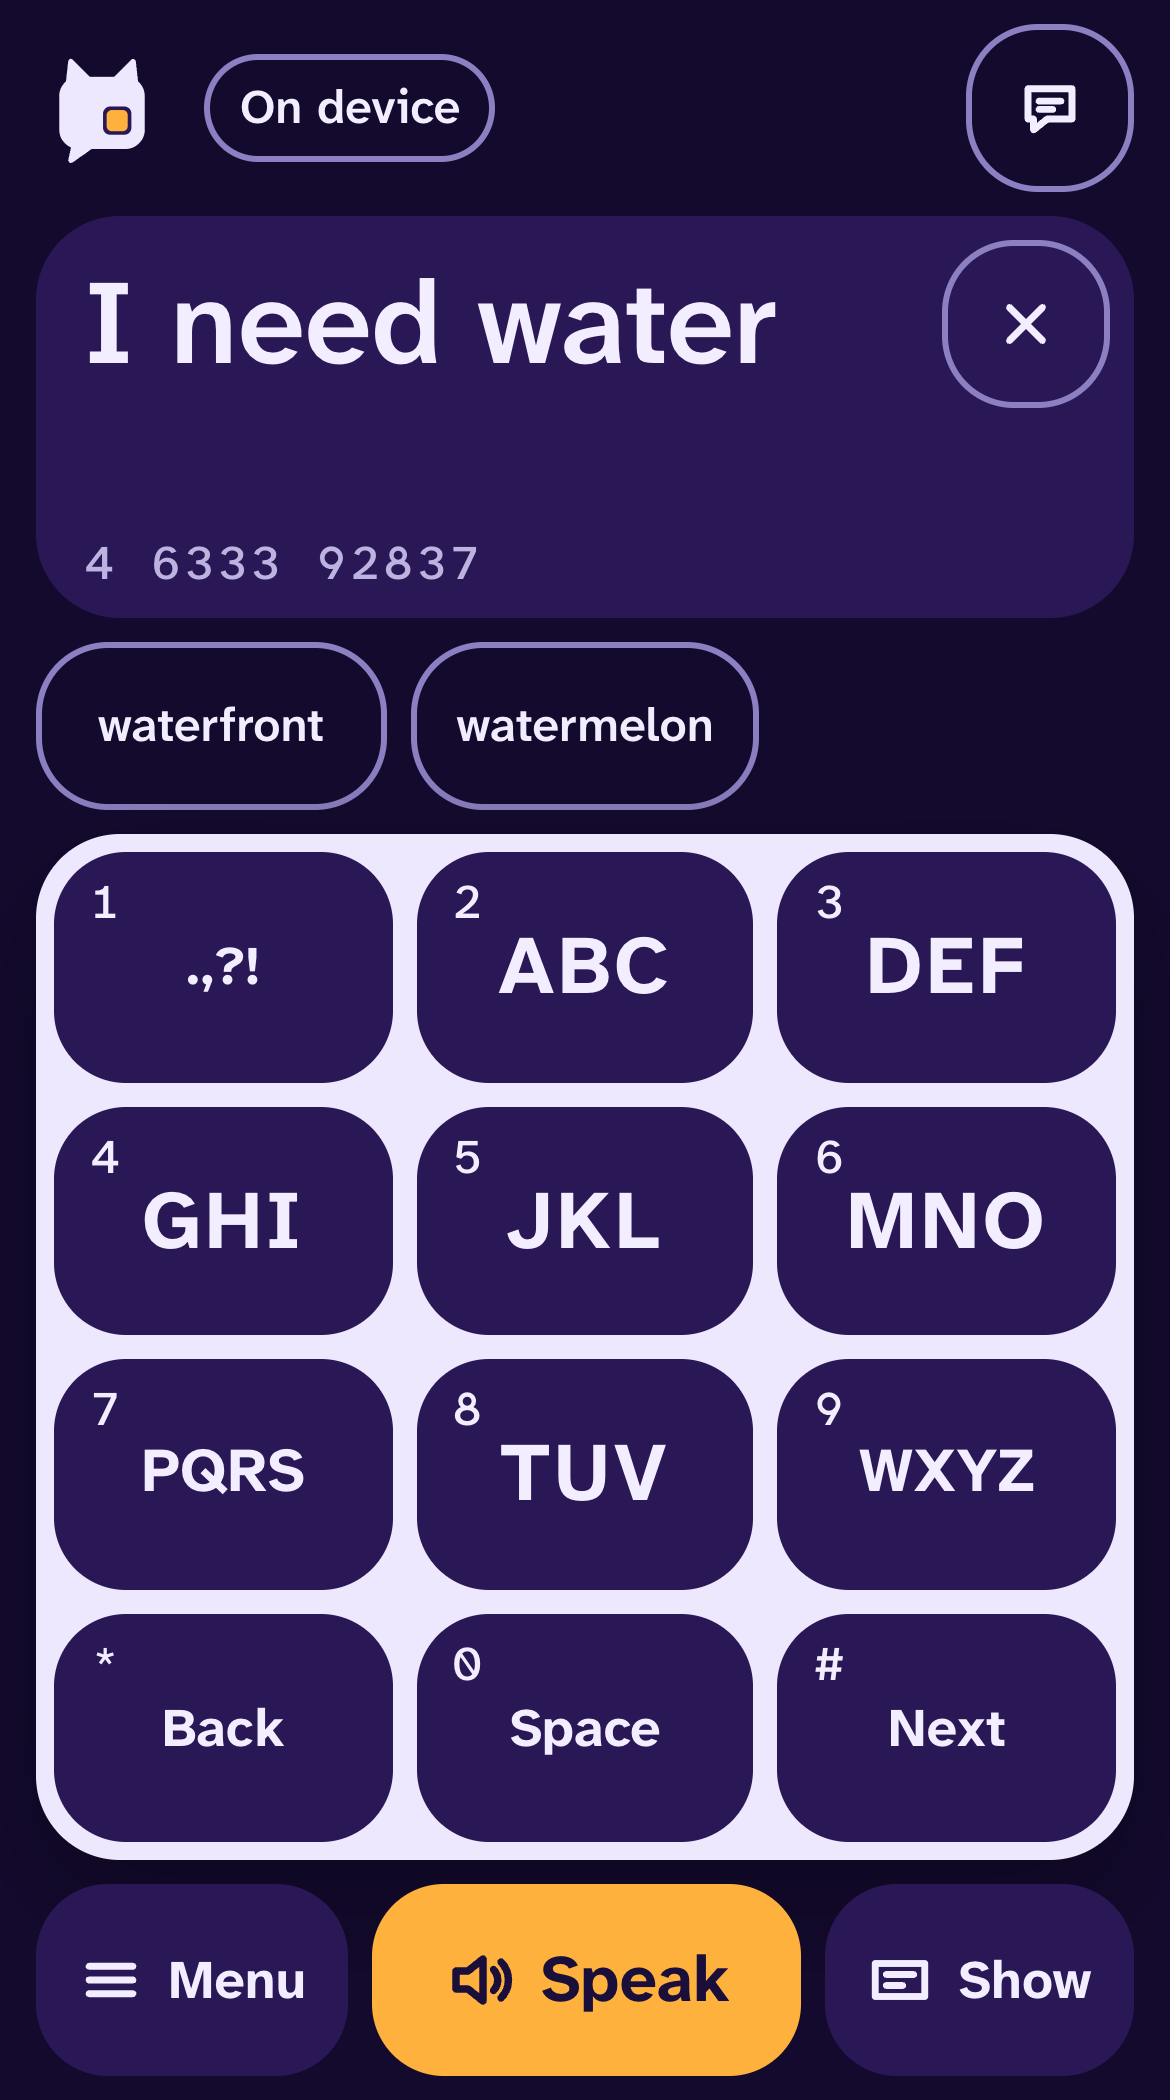 On device
I need water
4 6333 92837
waterfront watermelon
1 2 3
.,?! ABC DEF
4 5 6
GHI JKL MNO
7 8 9
PQRS TUV WXYZ
* 0 #
Back Space Next
Menu Speak Show